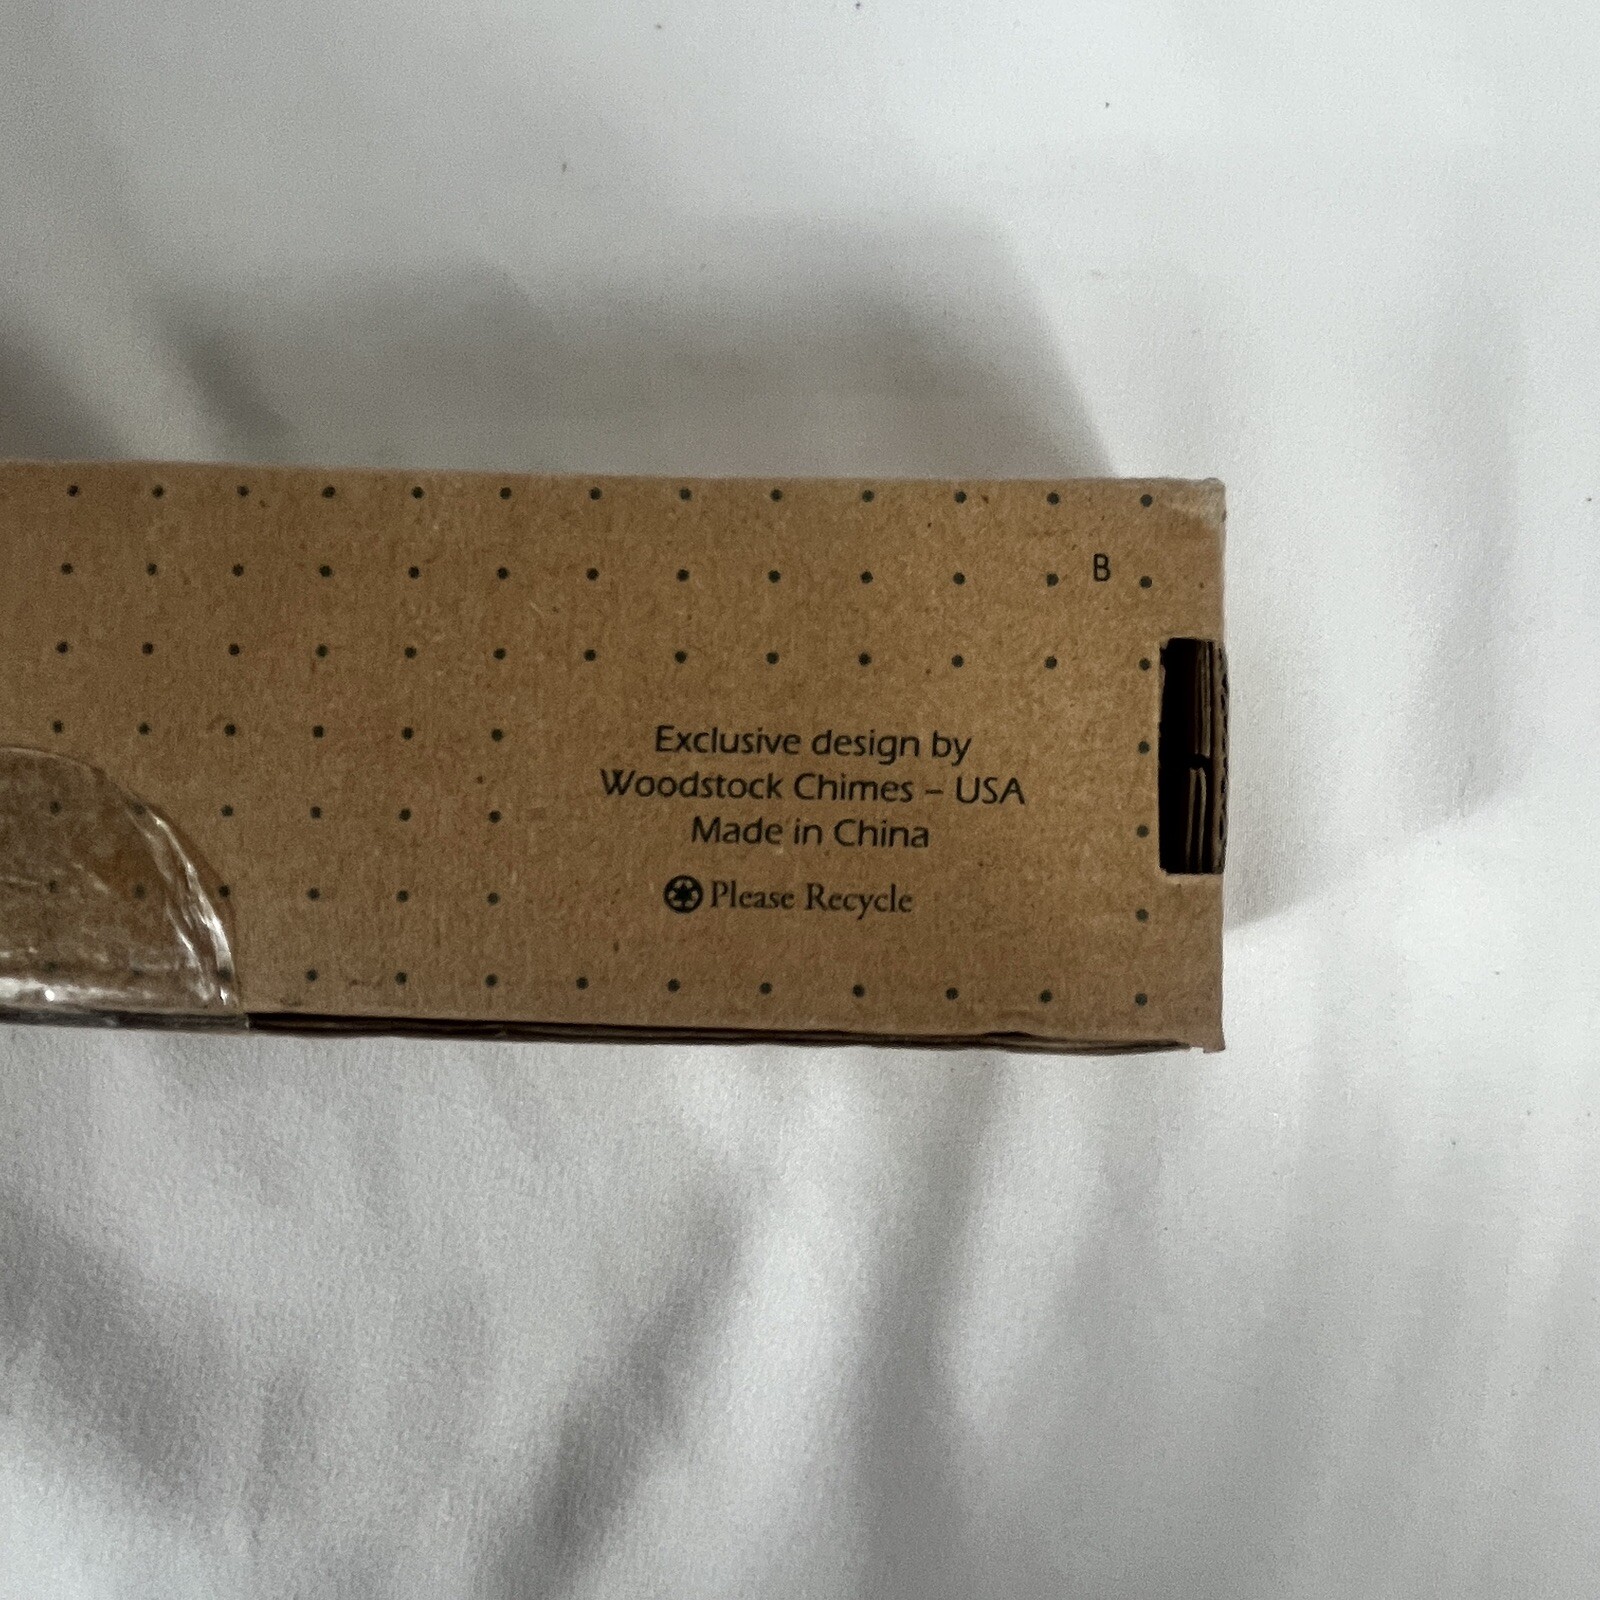 B
Exclusive design by
Woodstock Chimes – USA
Made in China
Please Recycle